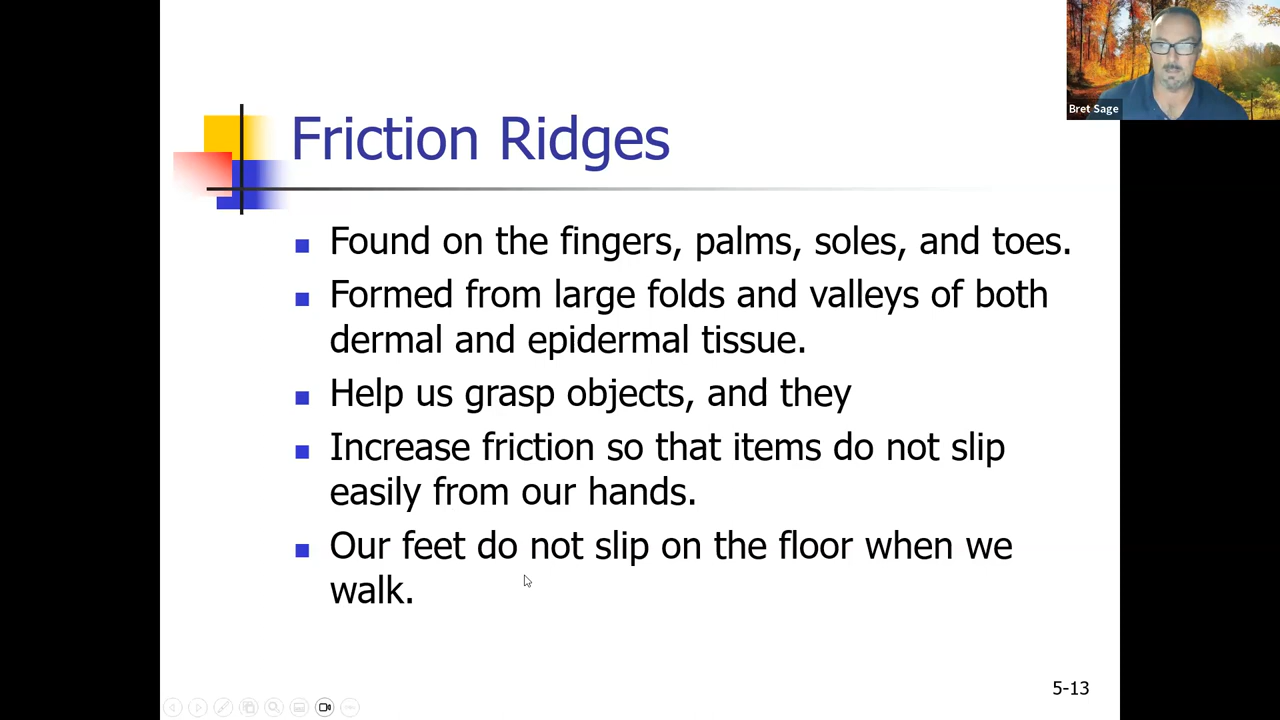 Bret Sage
Friction Ridges
Found on the fingers, palms, soles, and toes.
Formed from large folds and valleys of both
dermal and epidermal tissue.
Help us grasp objects, and they
Increase friction so that items do not slip
easily from our hands.
Our feet do not slip on the floor when we
walk.
5-13